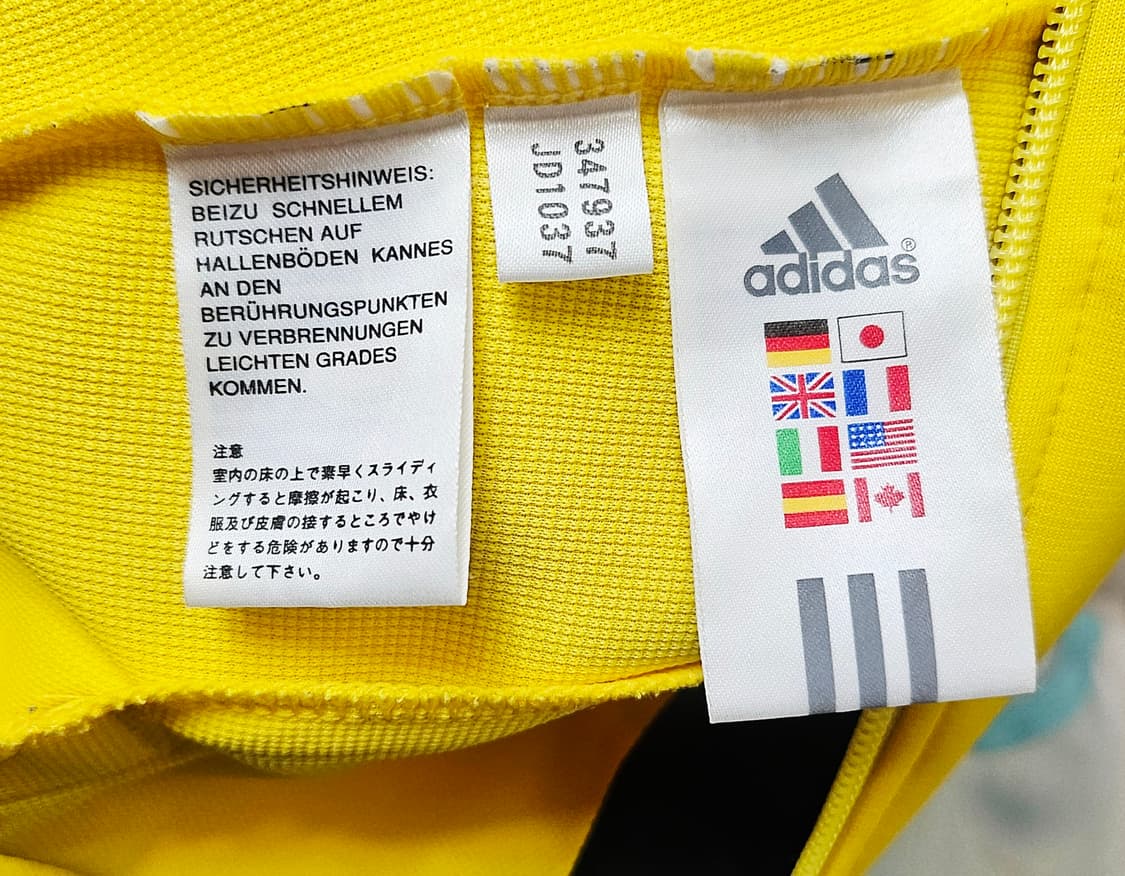 SICHERHEITSHINWEIS:
BEIZU SCHNELLEM
RUTSCHEN AUF
HALLENBÖDEN KANNES
AN DEN
BERÜHRUNGSPUNKTEN
ZU VERBRENNUNGEN
LEICHTEN GRADES
KOMMEN.
注意
室内の床の上で素早くスライディ
ングすると摩擦が起こり、床、衣
服及び皮膚の接するところでやけ
どをする危険がありますので十分
注意して下さい。
347937
JD1037
adidas®